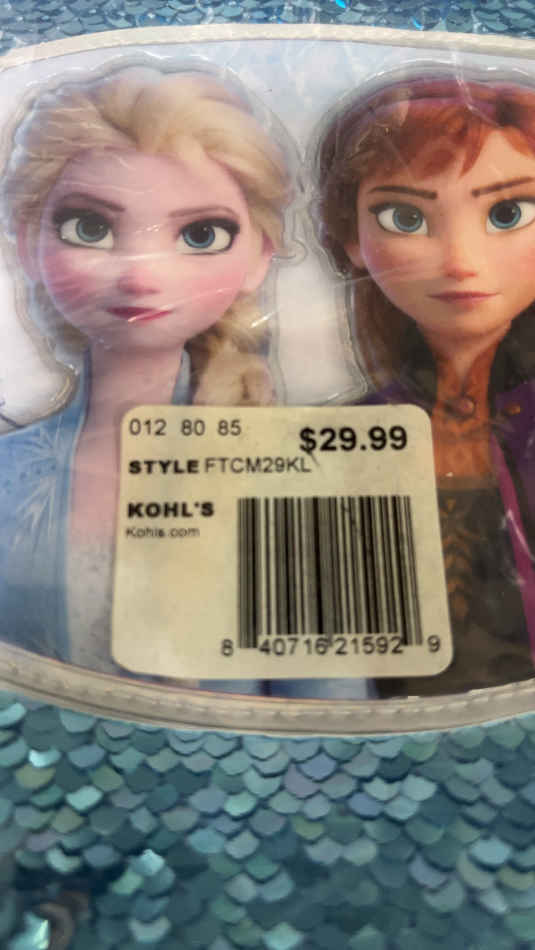 012 80 85
$29.99
STYLE FTCM29KL
KOHL'S
Kohls.com
8 40716 21592 9